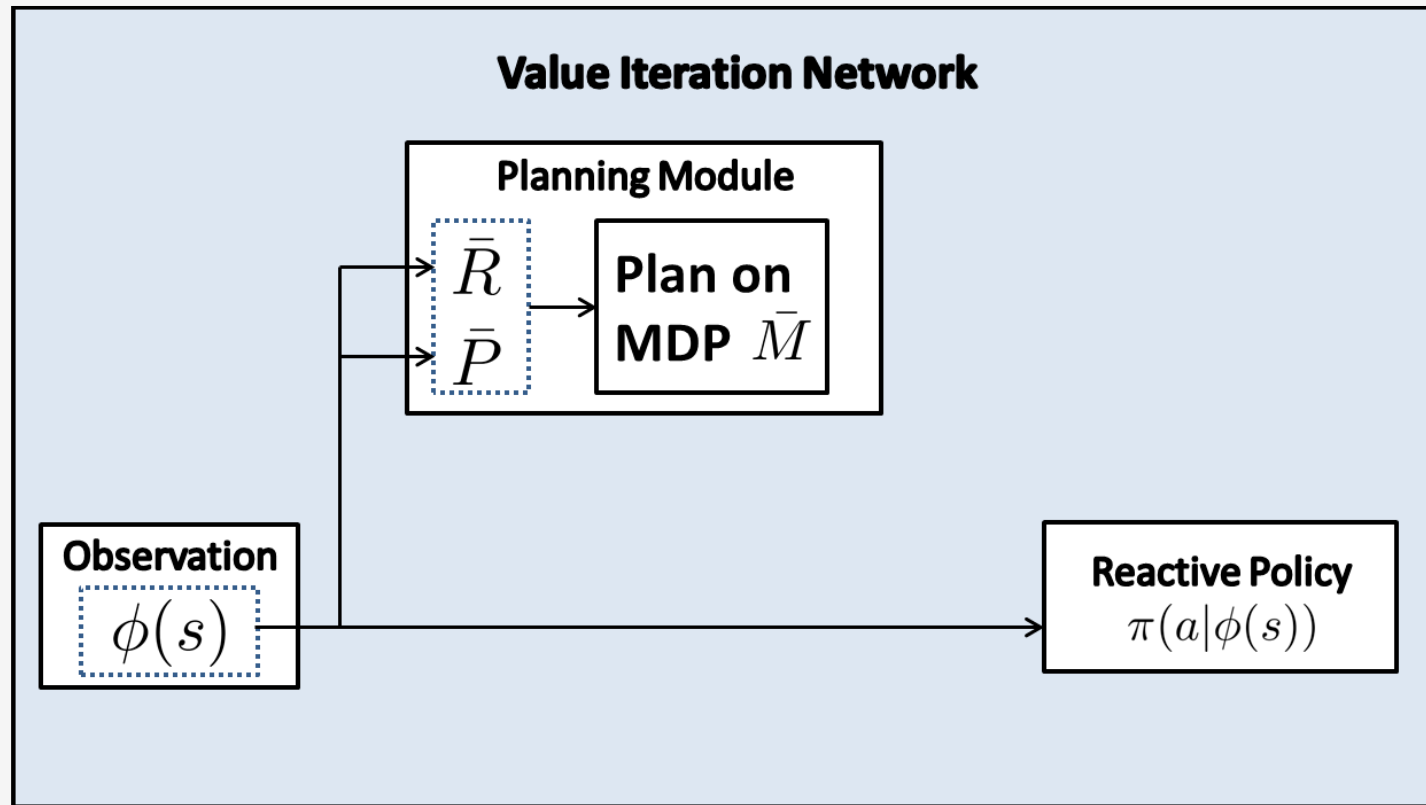 Value Iteration Network
Planning Module
R̄
P̄
Plan on
MDP M̄
Observation
ϕ(s)
Reactive Policy
π(a|ϕ(s))